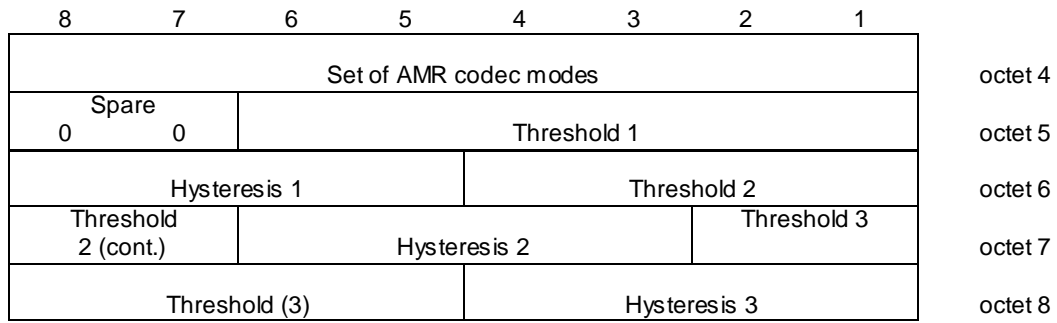 8 7 6 5 4 3 2 1
Set of AMR codec modes octet 4
Spare
0 0 Threshold 1 octet 5
Hysteresis 1 Threshold 2 octet 6
Threshold Threshold 3
2 (cont.) Hysteresis 2 octet 7
Threshold (3) Hysteresis 3 octet 8